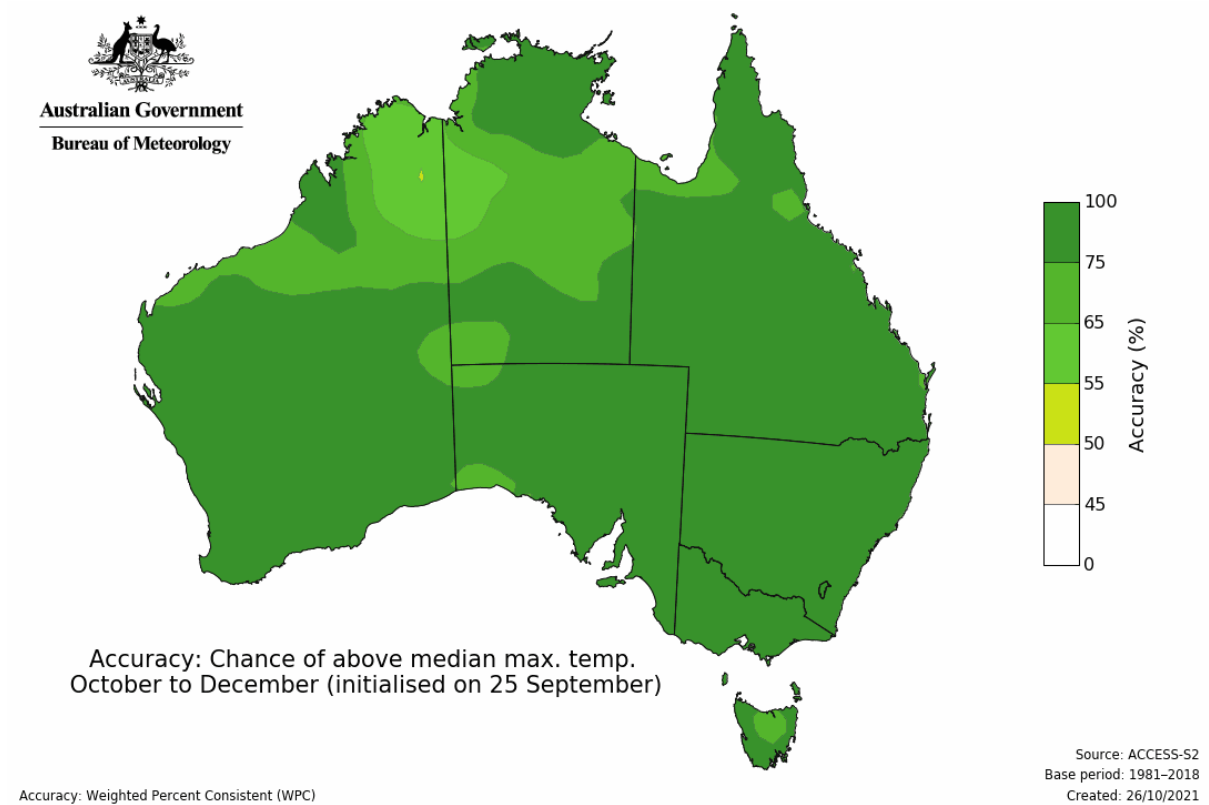 Australian Government
Bureau of Meteorology
100
75
65
55
50
45
0
Accuracy (%)
Accuracy: Chance of above median max. temp.
October to December (initialised on 25 September)
Source: ACCESS-S2
Base period: 1981–2018
Created: 26/10/2021
Accuracy: Weighted Percent Consistent (WPC)